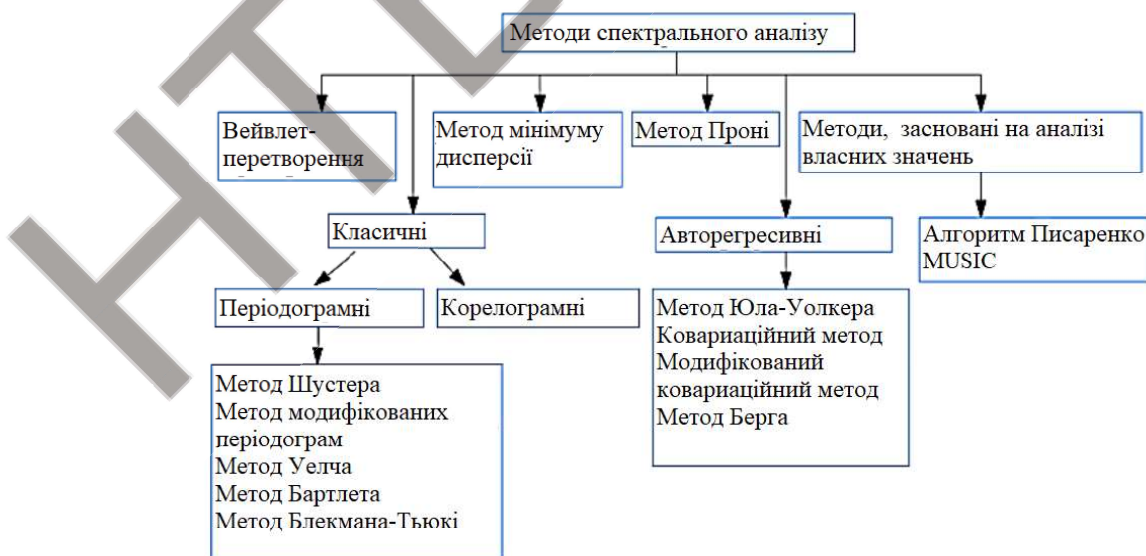 Методи спектрального аналізу
Вейвлет-
перетворення
Метод мінімуму
дисперсії
Метод Проні
Методи, засновані на аналізі
власних значень
Класичні
Авторегресивні
Алгоритм Писаренко
MUSIC
Періодограмні
Корелограмні
Метод Шустера
Метод модифікованих
періодограм
Метод Уелча
Метод Бартлета
Метод Блекмана-Тьюкі
Метод Юла-Уолкера
Ковариаційний метод
Модифікований
ковариаційний метод
Метод Берга